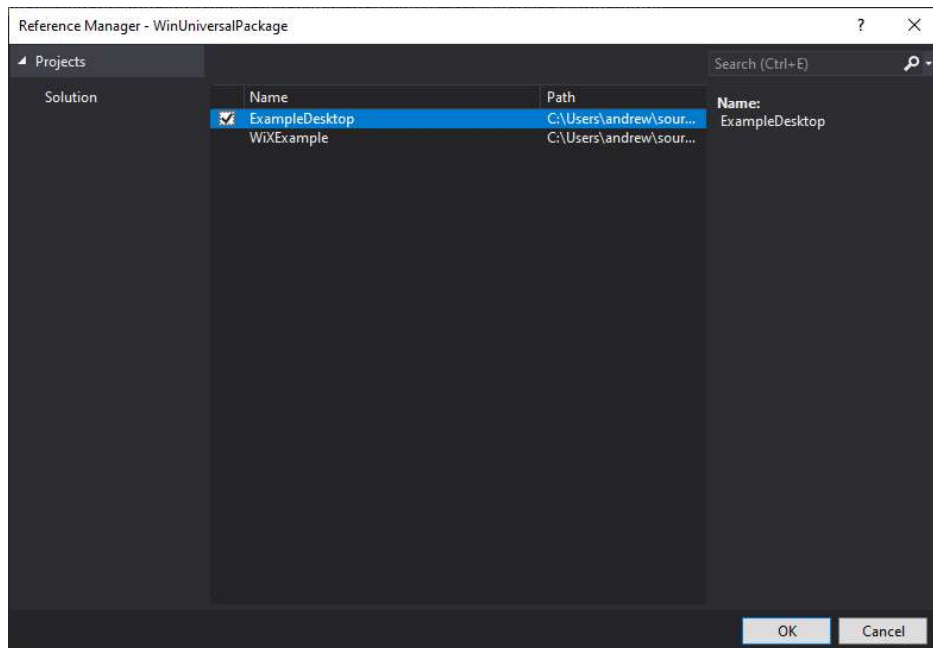 Reference Manager - WinUniversalPackage ? ×
Projects
Search (Ctrl+E)
Solution
Name Path
ExampleDesktop C:\Users\andrew\sour...
WiXExample C:\Users\andrew\sour...
Name:
ExampleDesktop
OK Cancel